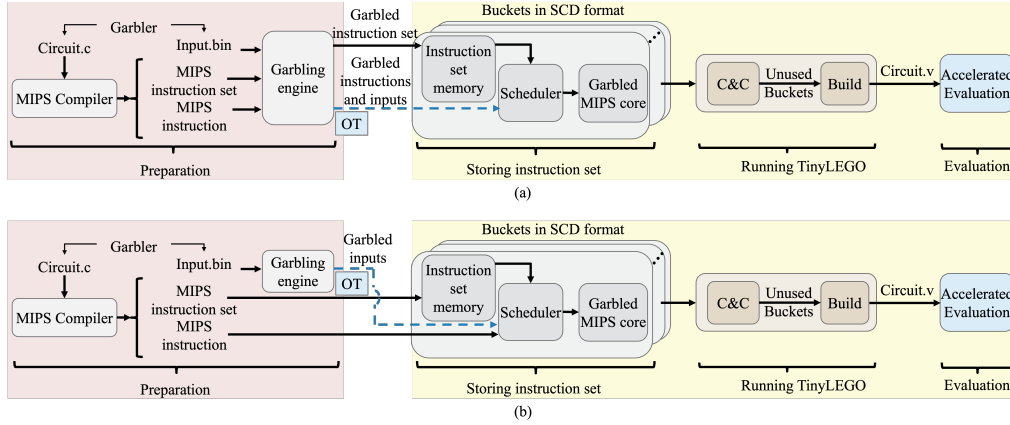 Garbler
Circuit.c
Input.bin
MIPS Compiler
MIPS
instruction set
MIPS
instruction
Garbling
engine
Garbled
instruction set
Garbled
instructions
and inputs
OT
Preparation
Buckets in SCD format
Instruction
set
memory
Scheduler
Garbled
MIPS core
Storing instruction set
C&C
Unused
Buckets
Build
Running TinyLEGO
Circuit.v
Accelerated
Evaluation
Evaluation
(a)
Garbler
Circuit.c
Input.bin
MIPS Compiler
MIPS
instruction set
MIPS
instruction
Garbling
engine
Garbled
inputs
OT
Preparation
Buckets in SCD format
Instruction
set
memory
Scheduler
Garbled
MIPS core
Storing instruction set
C&C
Unused
Buckets
Build
Running TinyLEGO
Circuit.v
Accelerated
Evaluation
Evaluation
(b)